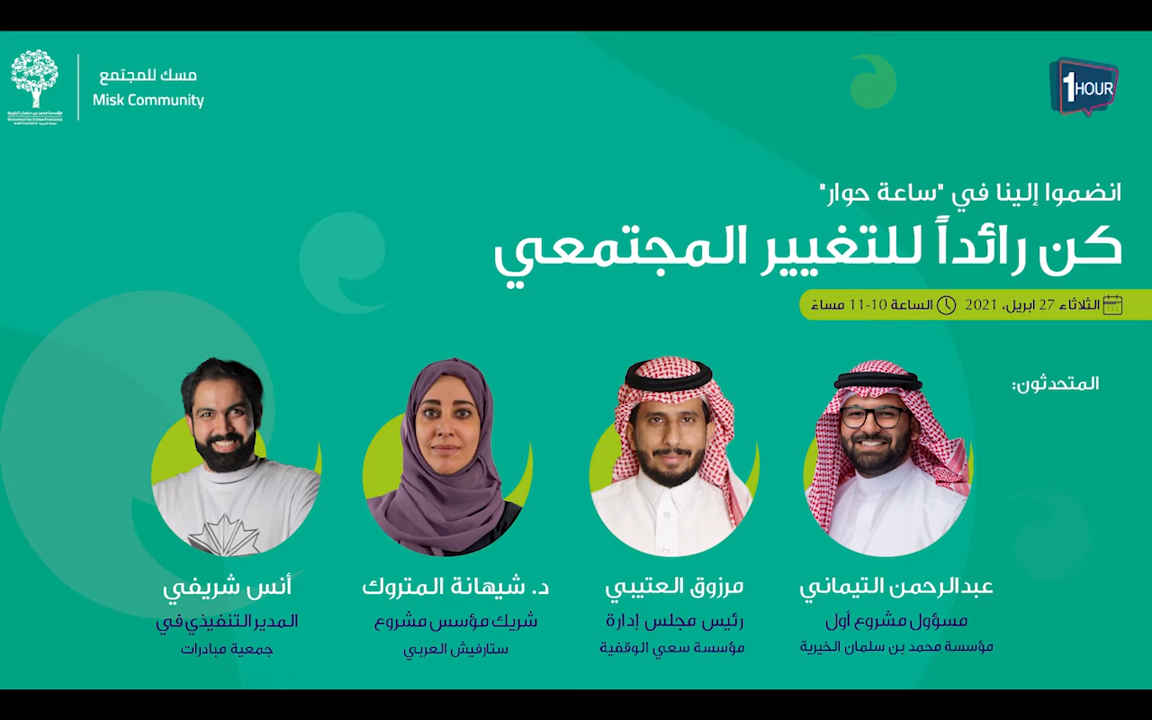 مسك للمجتمع
Misk Community
1HOUR
انضموا إلينا في "ساعة حوار"
كن رائداً للتغيير المجتمعي
الثلاثاء 27 ابريل، 2021 الساعة 10-11 مساءً
المتحدثون:
عبدالرحمن التيماني
مسؤول مشروع أول
مؤسسة محمد بن سلمان الخيرية
مرزوق العتيبي
رئيس مجلس إدارة
مؤسسة سعي الوقفية
د. شيهانة المتروك
شريك مؤسس مشروع
ستارفيش العربي
أنس شريفي
المدير التنفيذي في
جمعية مبادرات